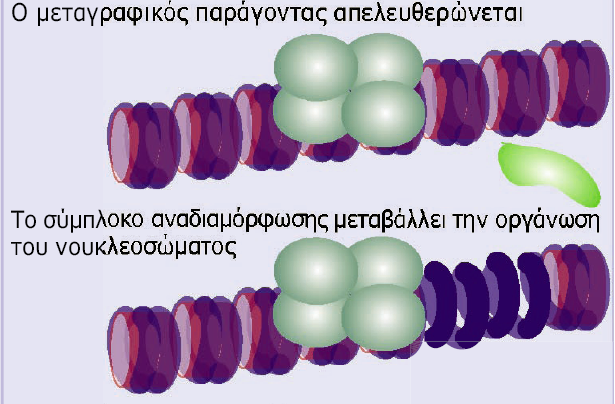 Ο μεταγραφικός παράγοντας απελευθερώνεται
Το σύμπλοκο αναδιαμόρφωσης μεταβάλλει την οργάνωση
του νουκλεοσώματος